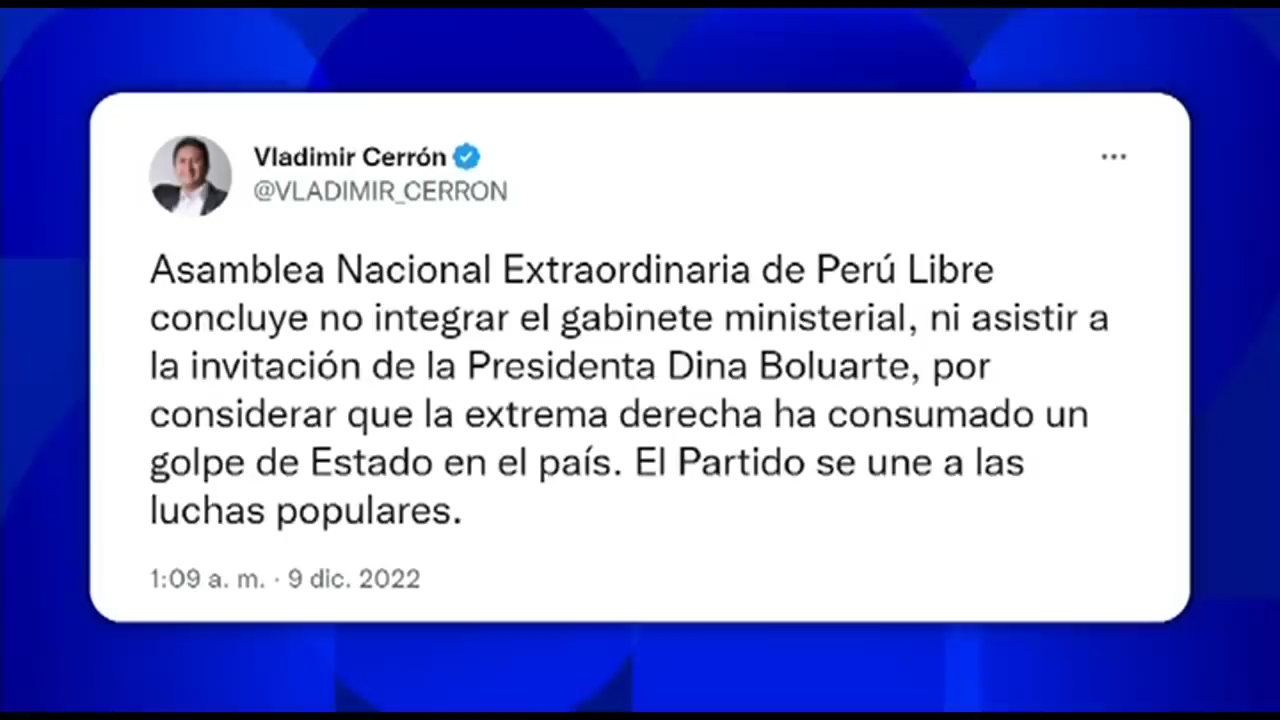 Vladimir Cerrón
@VLADIMIR_CERRON
Asamblea Nacional Extraordinaria de Perú Libre
concluye no integrar el gabinete ministerial, ni asistir a
la invitación de la Presidenta Dina Boluarte, por
considerar que la extrema derecha ha consumado un
golpe de Estado en el país. El Partido se une a las
luchas populares.
1:09 a. m. · 9 dic. 2022